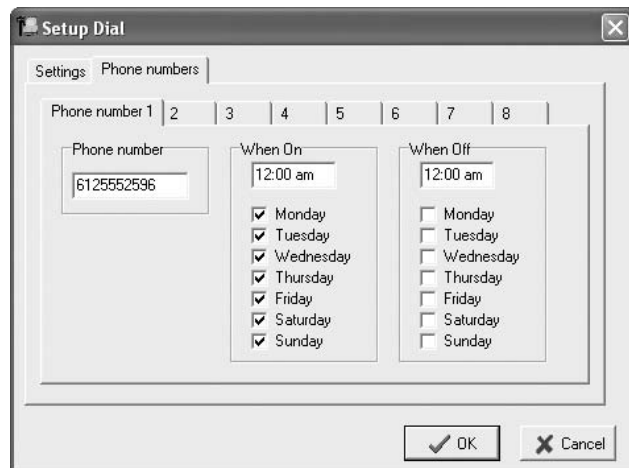 Setup Dial
Settings Phone numbers
Phone number 1 2 3 4 5 6 7 8
Phone number
6125552596
When On
12:00 am
Monday
Tuesday
Wednesday
Thursday
Friday
Saturday
Sunday
When Off
12:00 am
Monday
Tuesday
Wednesday
Thursday
Friday
Saturday
Sunday
OK Cancel